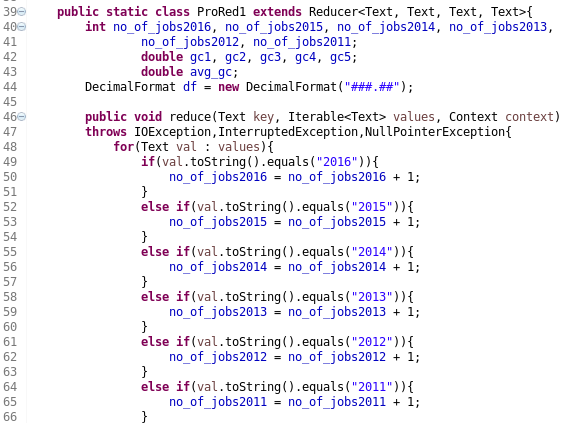 39 public static class ProRed1 extends Reducer<Text, Text, Text, Text>{
40 int no_of_jobs2016, no_of_jobs2015, no_of_jobs2014, no_of_jobs2013,
41 no_of_jobs2012, no_of_jobs2011;
42 double gc1, gc2, gc3, gc4, gc5;
43 double avg_gc;
44 DecimalFormat df = new DecimalFormat("###.##");
45
46 public void reduce(Text key, Iterable<Text> values, Context context)
47 throws IOException,InterruptedException,NullPointerException{
48 for(Text val : values){
49 if(val.toString().equals("2016")){
50 no_of_jobs2016 = no_of_jobs2016 + 1;
51 }
52 else if(val.toString().equals("2015")){
53 no_of_jobs2015 = no_of_jobs2015 + 1;
54 }
55 else if(val.toString().equals("2014")){
56 no_of_jobs2014 = no_of_jobs2014 + 1;
57 }
58 else if(val.toString().equals("2013")){
59 no_of_jobs2013 = no_of_jobs2013 + 1;
60 }
61 else if(val.toString().equals("2012")){
62 no_of_jobs2012 = no_of_jobs2012 + 1;
63 }
64 else if(val.toString().equals("2011")){
65 no_of_jobs2011 = no_of_jobs2011 + 1;
66 }